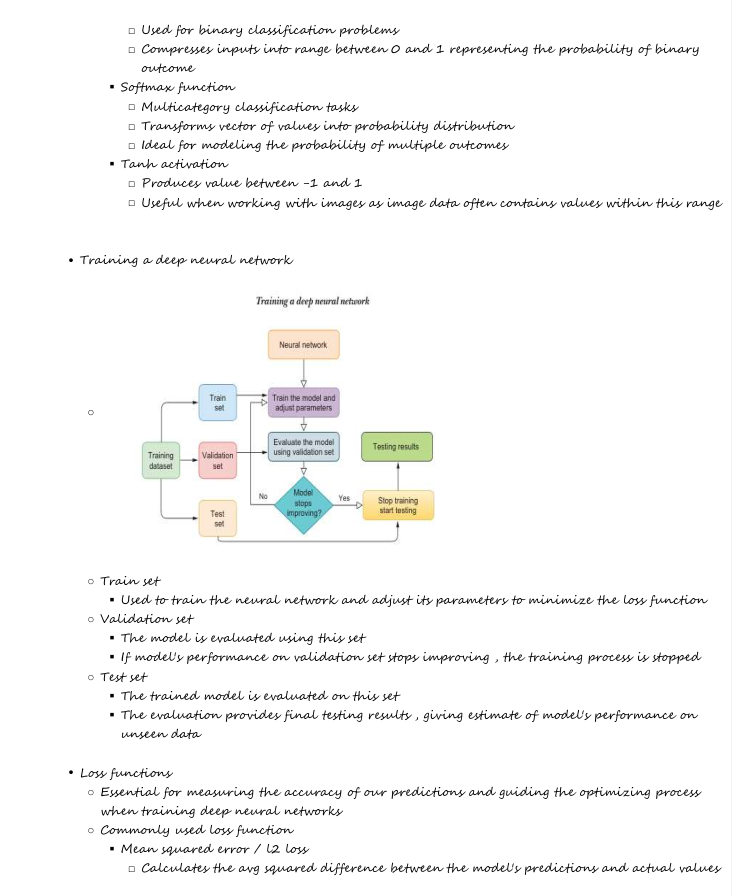 Used for binary classification problems
Compresses inputs into range between 0 and 1 representing the probability of binary
outcome
Softmax function
Multicategory classification tasks
Transforms vector of values into probability distribution
Ideal for modeling the probability of multiple outcomes
Tanh activation
Produces value between -1 and 1
Useful when working with images as image data often contains values within this range
Training a deep neural network
Training a deep neural network
Neural network
Train
set
Train the model and
adjust parameters
Training
dataset
Validation
set
Evaluate the model
using validation set
Testing results
Test
set
No
Model
stops
improving?
Yes
Stop training
start testing
Train set
Used to train the neural network and adjust its parameters to minimize the loss function
Validation set
The model is evaluated using this set
If model's performance on validation set stops improving , the training process is stopped
Test set
The trained model is evaluated on this set
The evaluation provides final testing results , giving estimate of model's performance on
unseen data
Loss functions
Essential for measuring the accuracy of our predictions and guiding the optimizing process
when training deep neural networks
Commonly used loss function
Mean squared error / l2 loss
Calculates the avg squared difference between the model's predictions and actual values